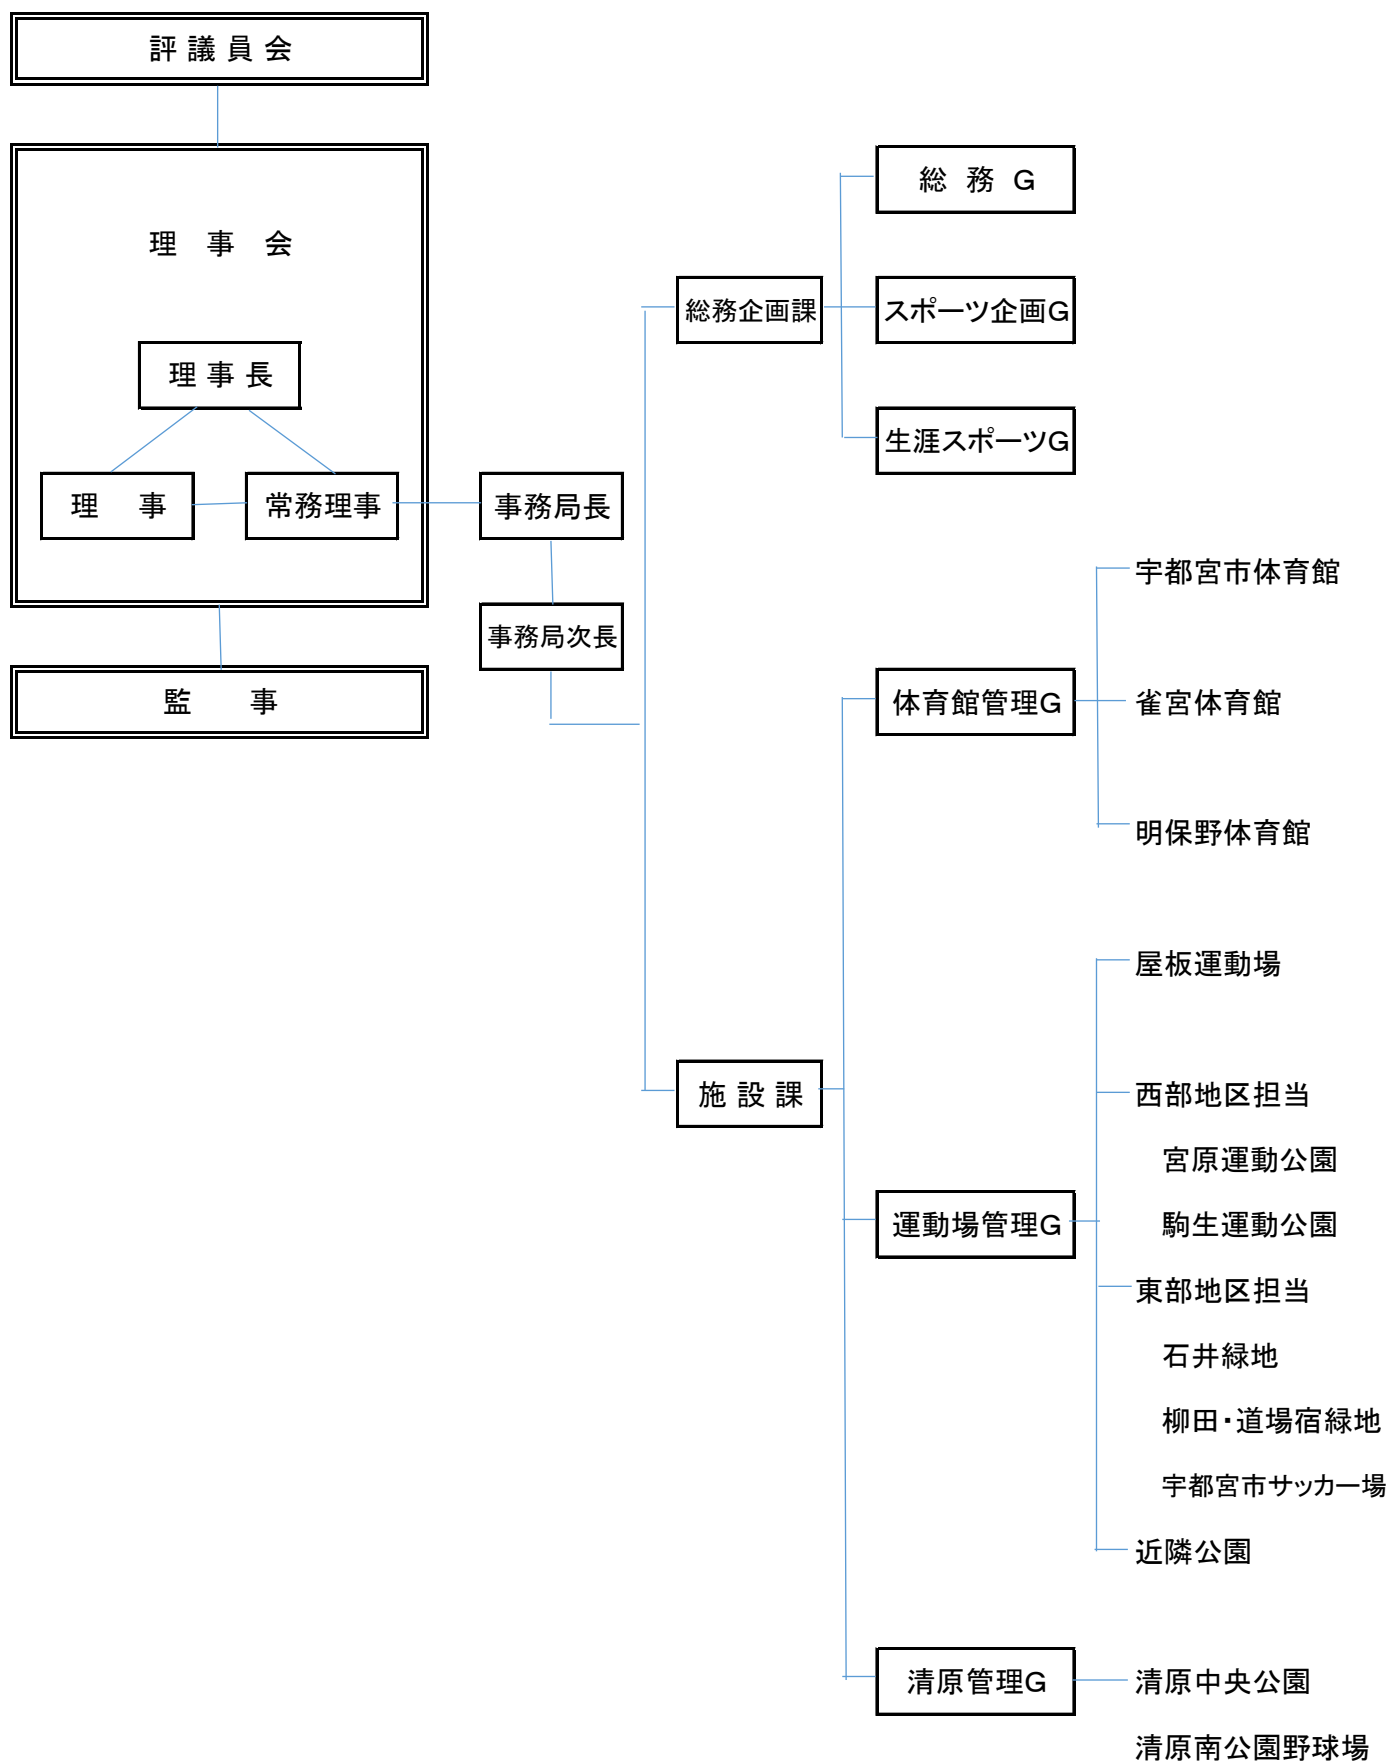 評議員会
理事会
理事長
理事
常務理事
監事
事務局長
事務局次長
総務企画課
総務G
スポーツ企画G
生涯スポーツG
施設課
体育館管理G
宇都宮市体育館
雀宮体育館
明保野体育館
運動場管理G
屋板運動場
西部地区担当
宮原運動公園
駒生運動公園
東部地区担当
石井緑地
柳田・道場宿緑地
宇都宮市サッカー場
近隣公園
清原管理G
清原中央公園
清原南公園野球場